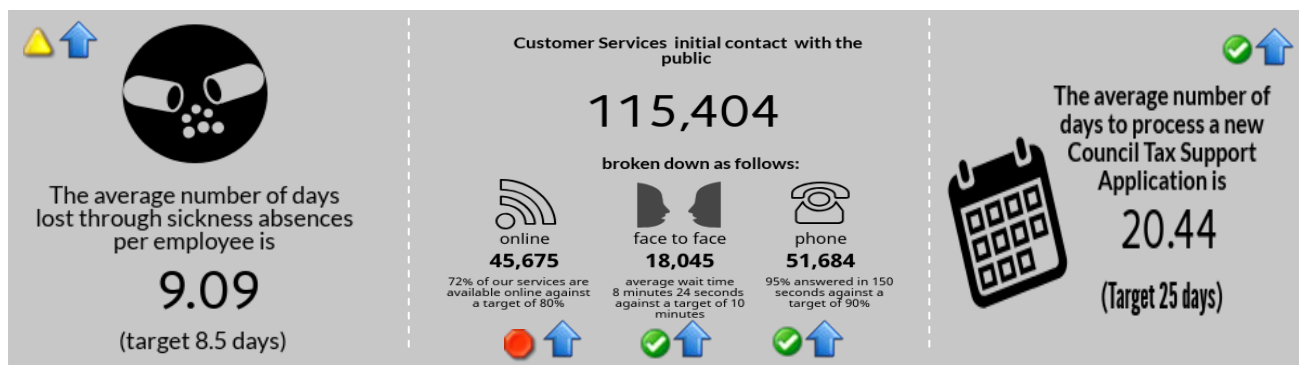 The average number of days
lost through sickness absences
per employee is
9.09
(target 8.5 days)
Customer Services initial contact with the
public
115,404
broken down as follows:
online
45,675
72% of our services are
available online against
a target of 80%
face to face
18,045
average wait time
8 minutes 24 seconds
against a target of 10
minutes
phone
51,684
95% answered in 150
seconds against a
target of 90%
The average number of
days to process a new
Council Tax Support
Application is
20.44
(Target 25 days)